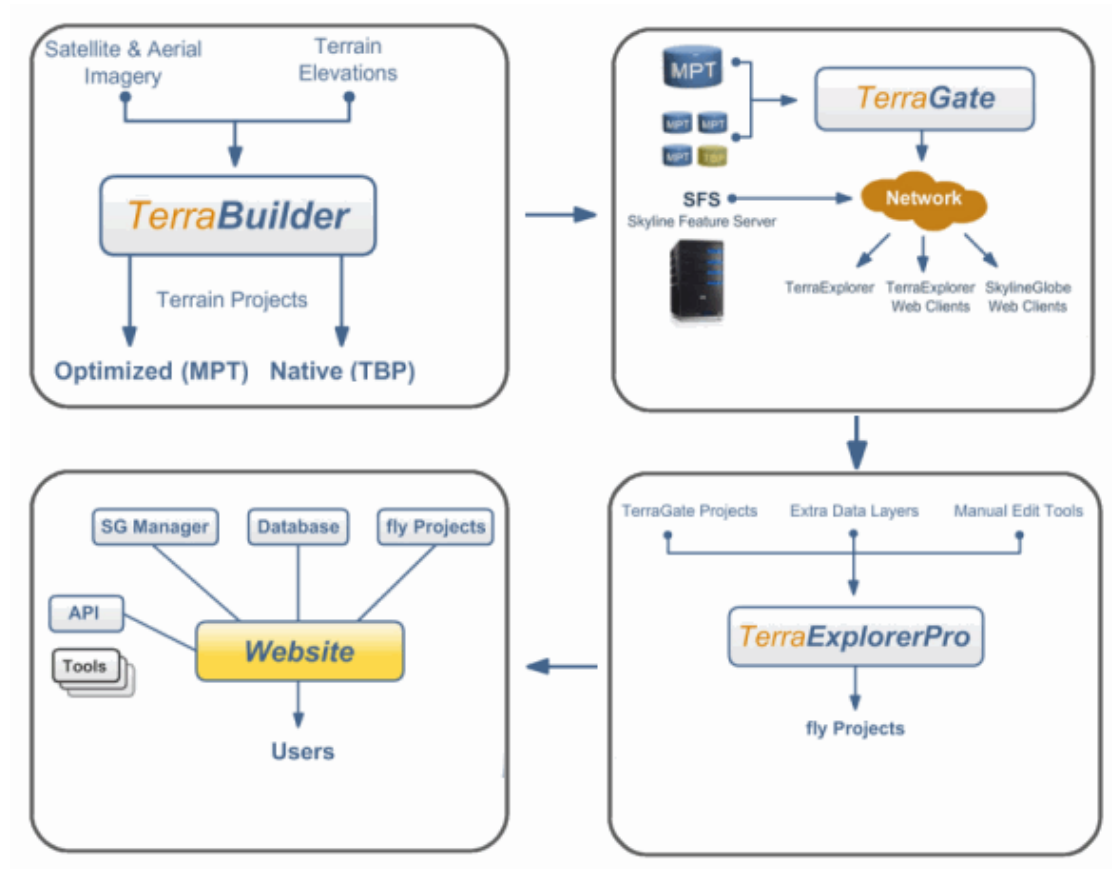 Satellite & Aerial
Imagery
Terrain
Elevations
TerraBuilder
Terrain Projects
Optimized (MPT)
Native (TBP)
MPT
MPT
MPT
MPT
TBP
TerraGate
SFS
Skyline Feature Server
Network
TerraExplorer
TerraExplorer
Web Clients
SkylineGlobe
Web Clients
SG Manager
Database
fly Projects
API
Tools
Website
Users
TerraGate Projects
Extra Data Layers
Manual Edit Tools
TerraExplorerPro
fly Projects